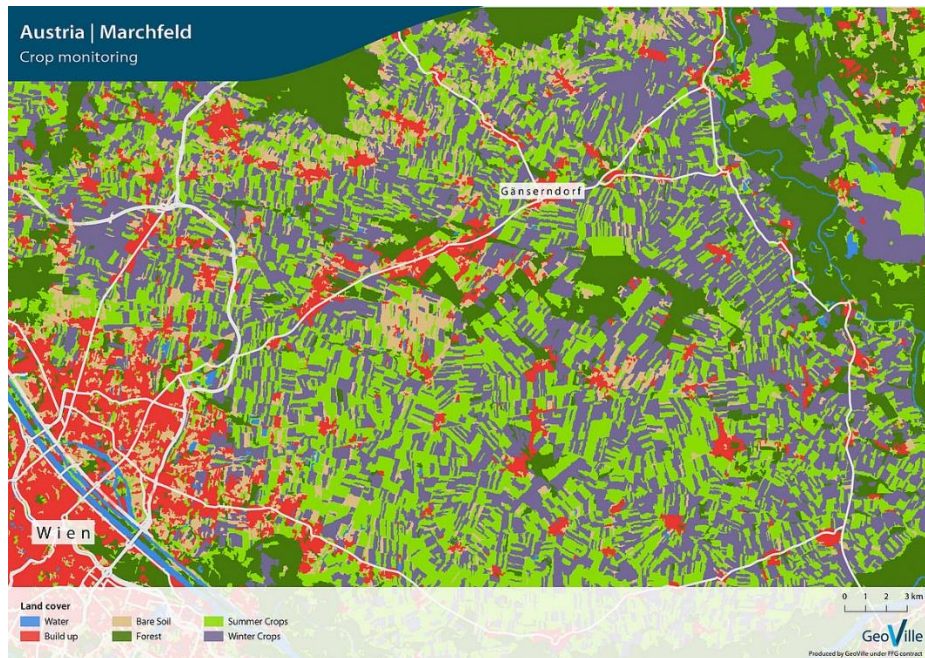 Austria | Marchfeld
Crop monitoring
Gänserndorf
Wien
Land cover
Water
Build up
Bare Soil
Forest
Summer Crops
Winter Crops
0 1 2 3 km
GeoVille
Produced by GeoVille under FFG contract